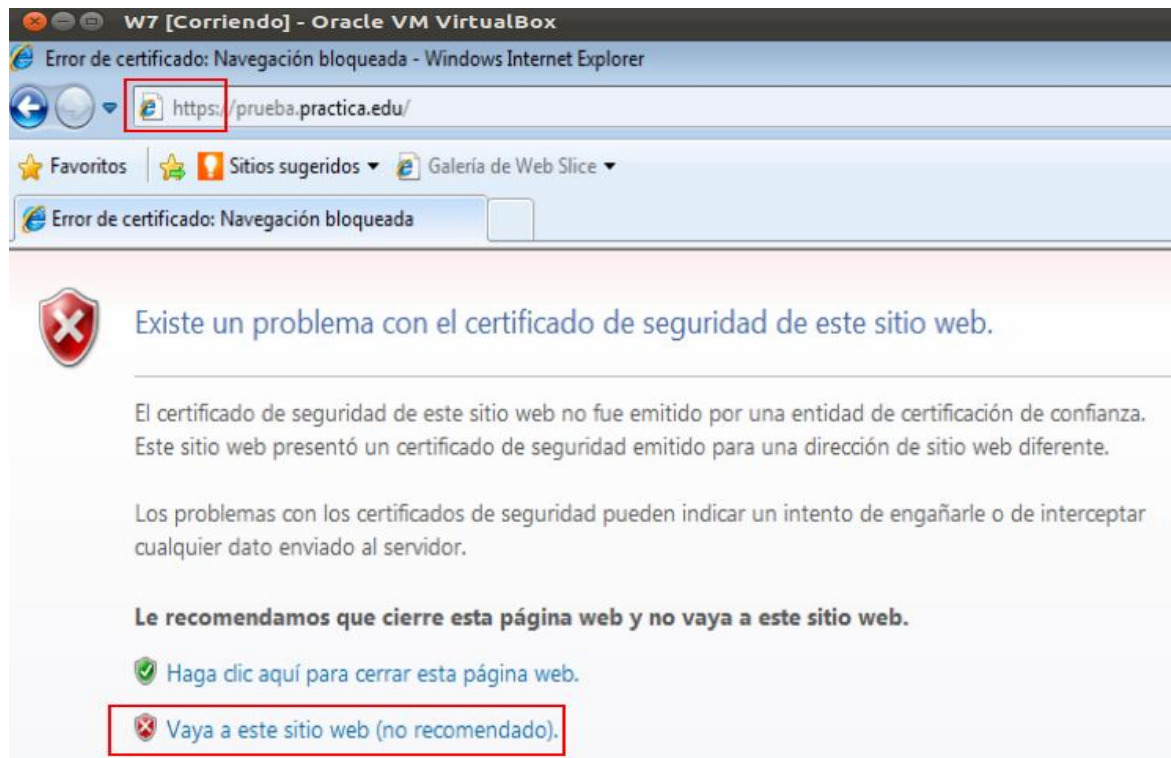 W7 [Corriendo] - Oracle VM VirtualBox
Error de certificado: Navegación bloqueada - Windows Internet Explorer
https://prueba.practica.edu/
Favoritos Sitios sugeridos Galería de Web Slice
Error de certificado: Navegación bloqueada
Existe un problema con el certificado de seguridad de este sitio web.
El certificado de seguridad de este sitio web no fue emitido por una entidad de certificación de confianza.
Este sitio web presentó un certificado de seguridad emitido para una dirección de sitio web diferente.
Los problemas con los certificados de seguridad pueden indicar un intento de engañarle o de interceptar
cualquier dato enviado al servidor.
Le recomendamos que cierre esta página web y no vaya a este sitio web.
Haga clic aquí para cerrar esta página web.
Vaya a este sitio web (no recomendado).